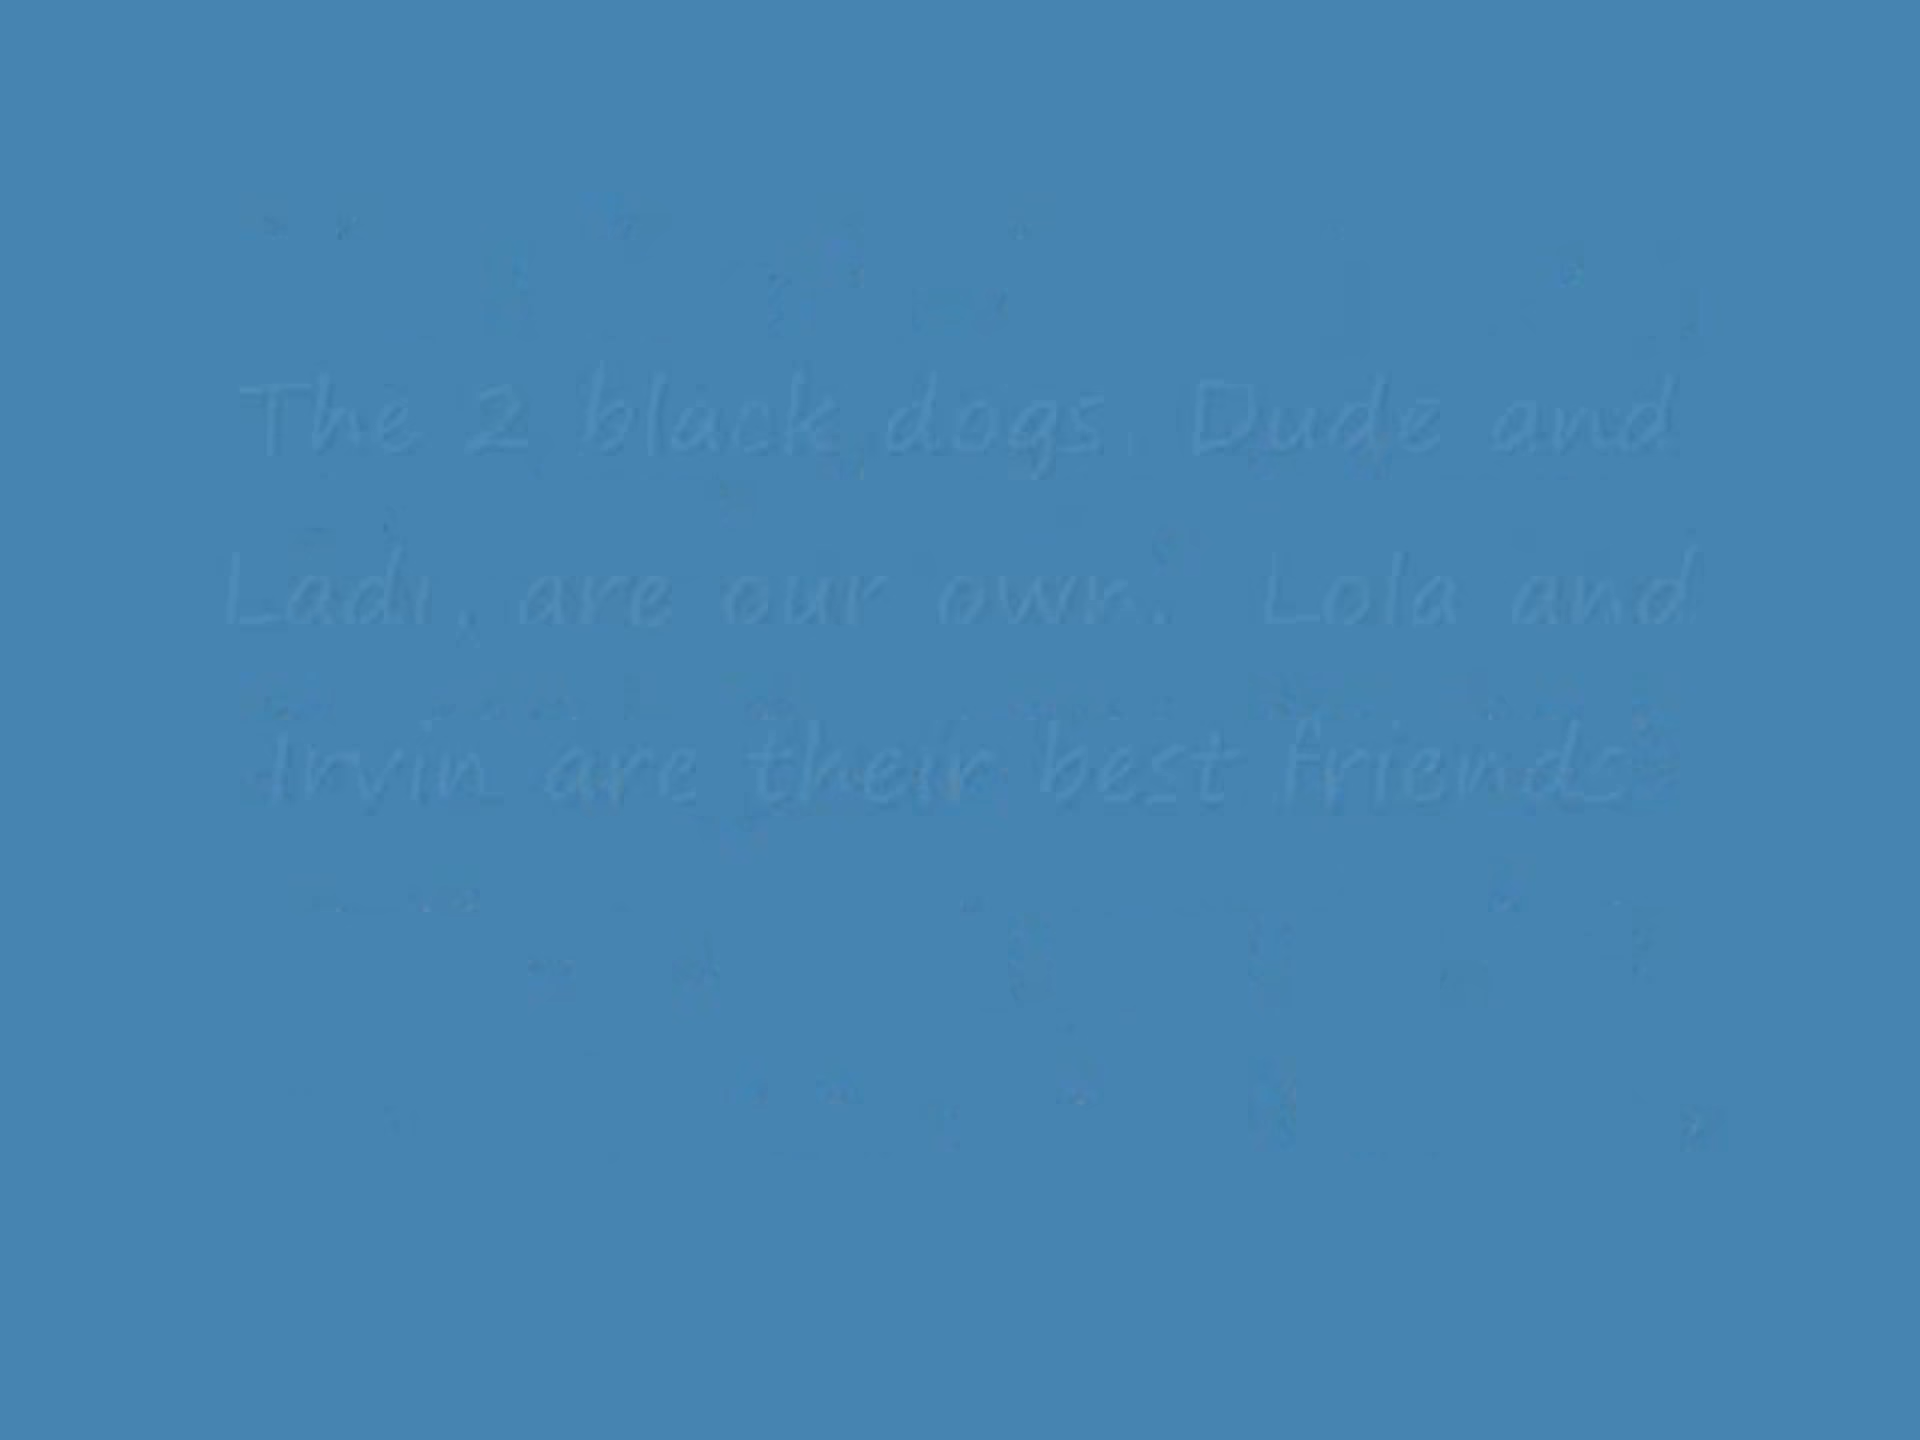 The 2 black dogs, Dude and
Ladi, are our own.  Lola and
Irvin are their best friends